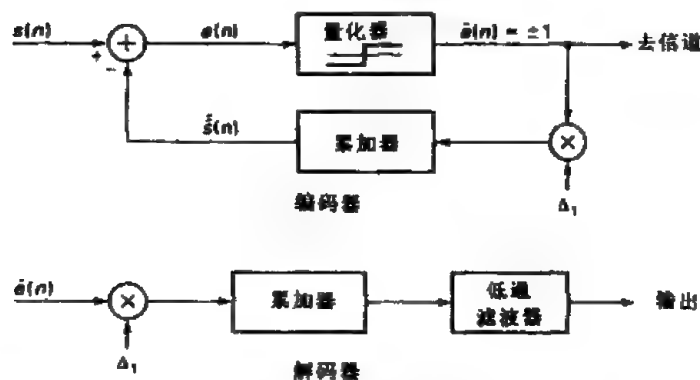 s(n)
+
−
+
e(n)
量化器
ẽ(n) = ±1
去信道
ŝ(n)
累加器
×
Δ₁
编码器
ẽ(n)
×
Δ₁
累加器
低通
滤波器
输出
解码器